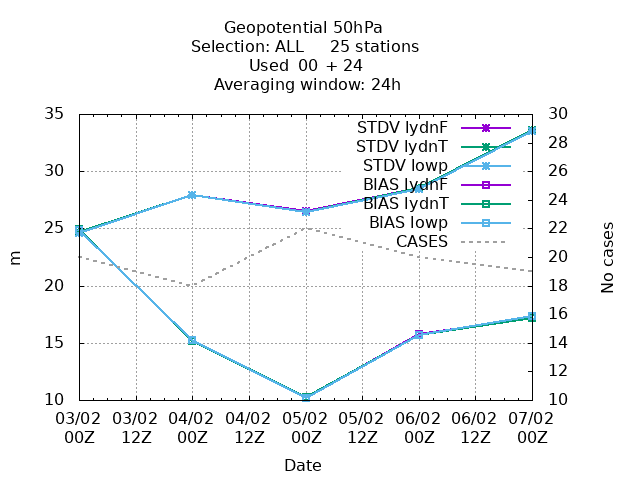 Geopotential 50hPa
Selection: ALL 25 stations
Used 00 + 24
Averaging window: 24h
35 30
STDV lydnF
28
STDV lydnT
30 26
STDV lowp
BIAS lydnF
24
BIAS lydnT
25 22
BIAS lowp
CASES
20
m
No cases
20 18
16
15 14
12
10 10
03/02 03/02 04/02 04/02 05/02 05/02 06/02 06/02 07/02
00Z 12Z 00Z 12Z 00Z 12Z 00Z 12Z 00Z
Date